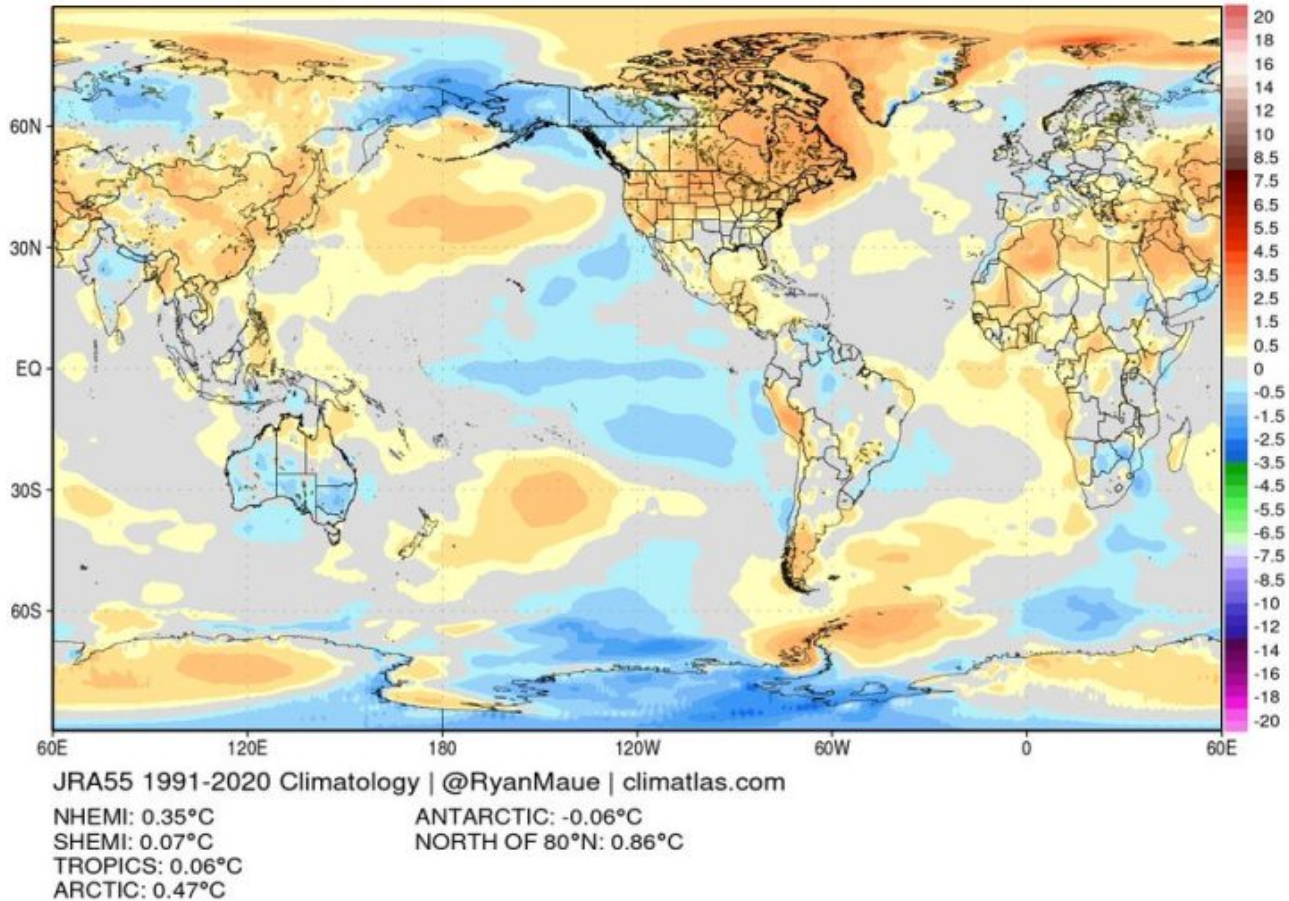 20
18
16
14
12
10
8.5
7.5
6.5
5.5
4.5
3.5
2.5
1.5
0.5
0
-0.5
-1.5
-2.5
-3.5
-4.5
-5.5
-6.5
-7.5
-8.5
-10
-12
-14
-16
-18
-20
60N
30N
EQ
30S
60S
60E 120E 180 120W 60W 0 60E
JRA55 1991-2020 Climatology | @RyanMaue | climatlas.com
NHEMI: 0.35°C ANTARCTIC: -0.06°C
SHEMI: 0.07°C NORTH OF 80°N: 0.86°C
TROPICS: 0.06°C
ARCTIC: 0.47°C